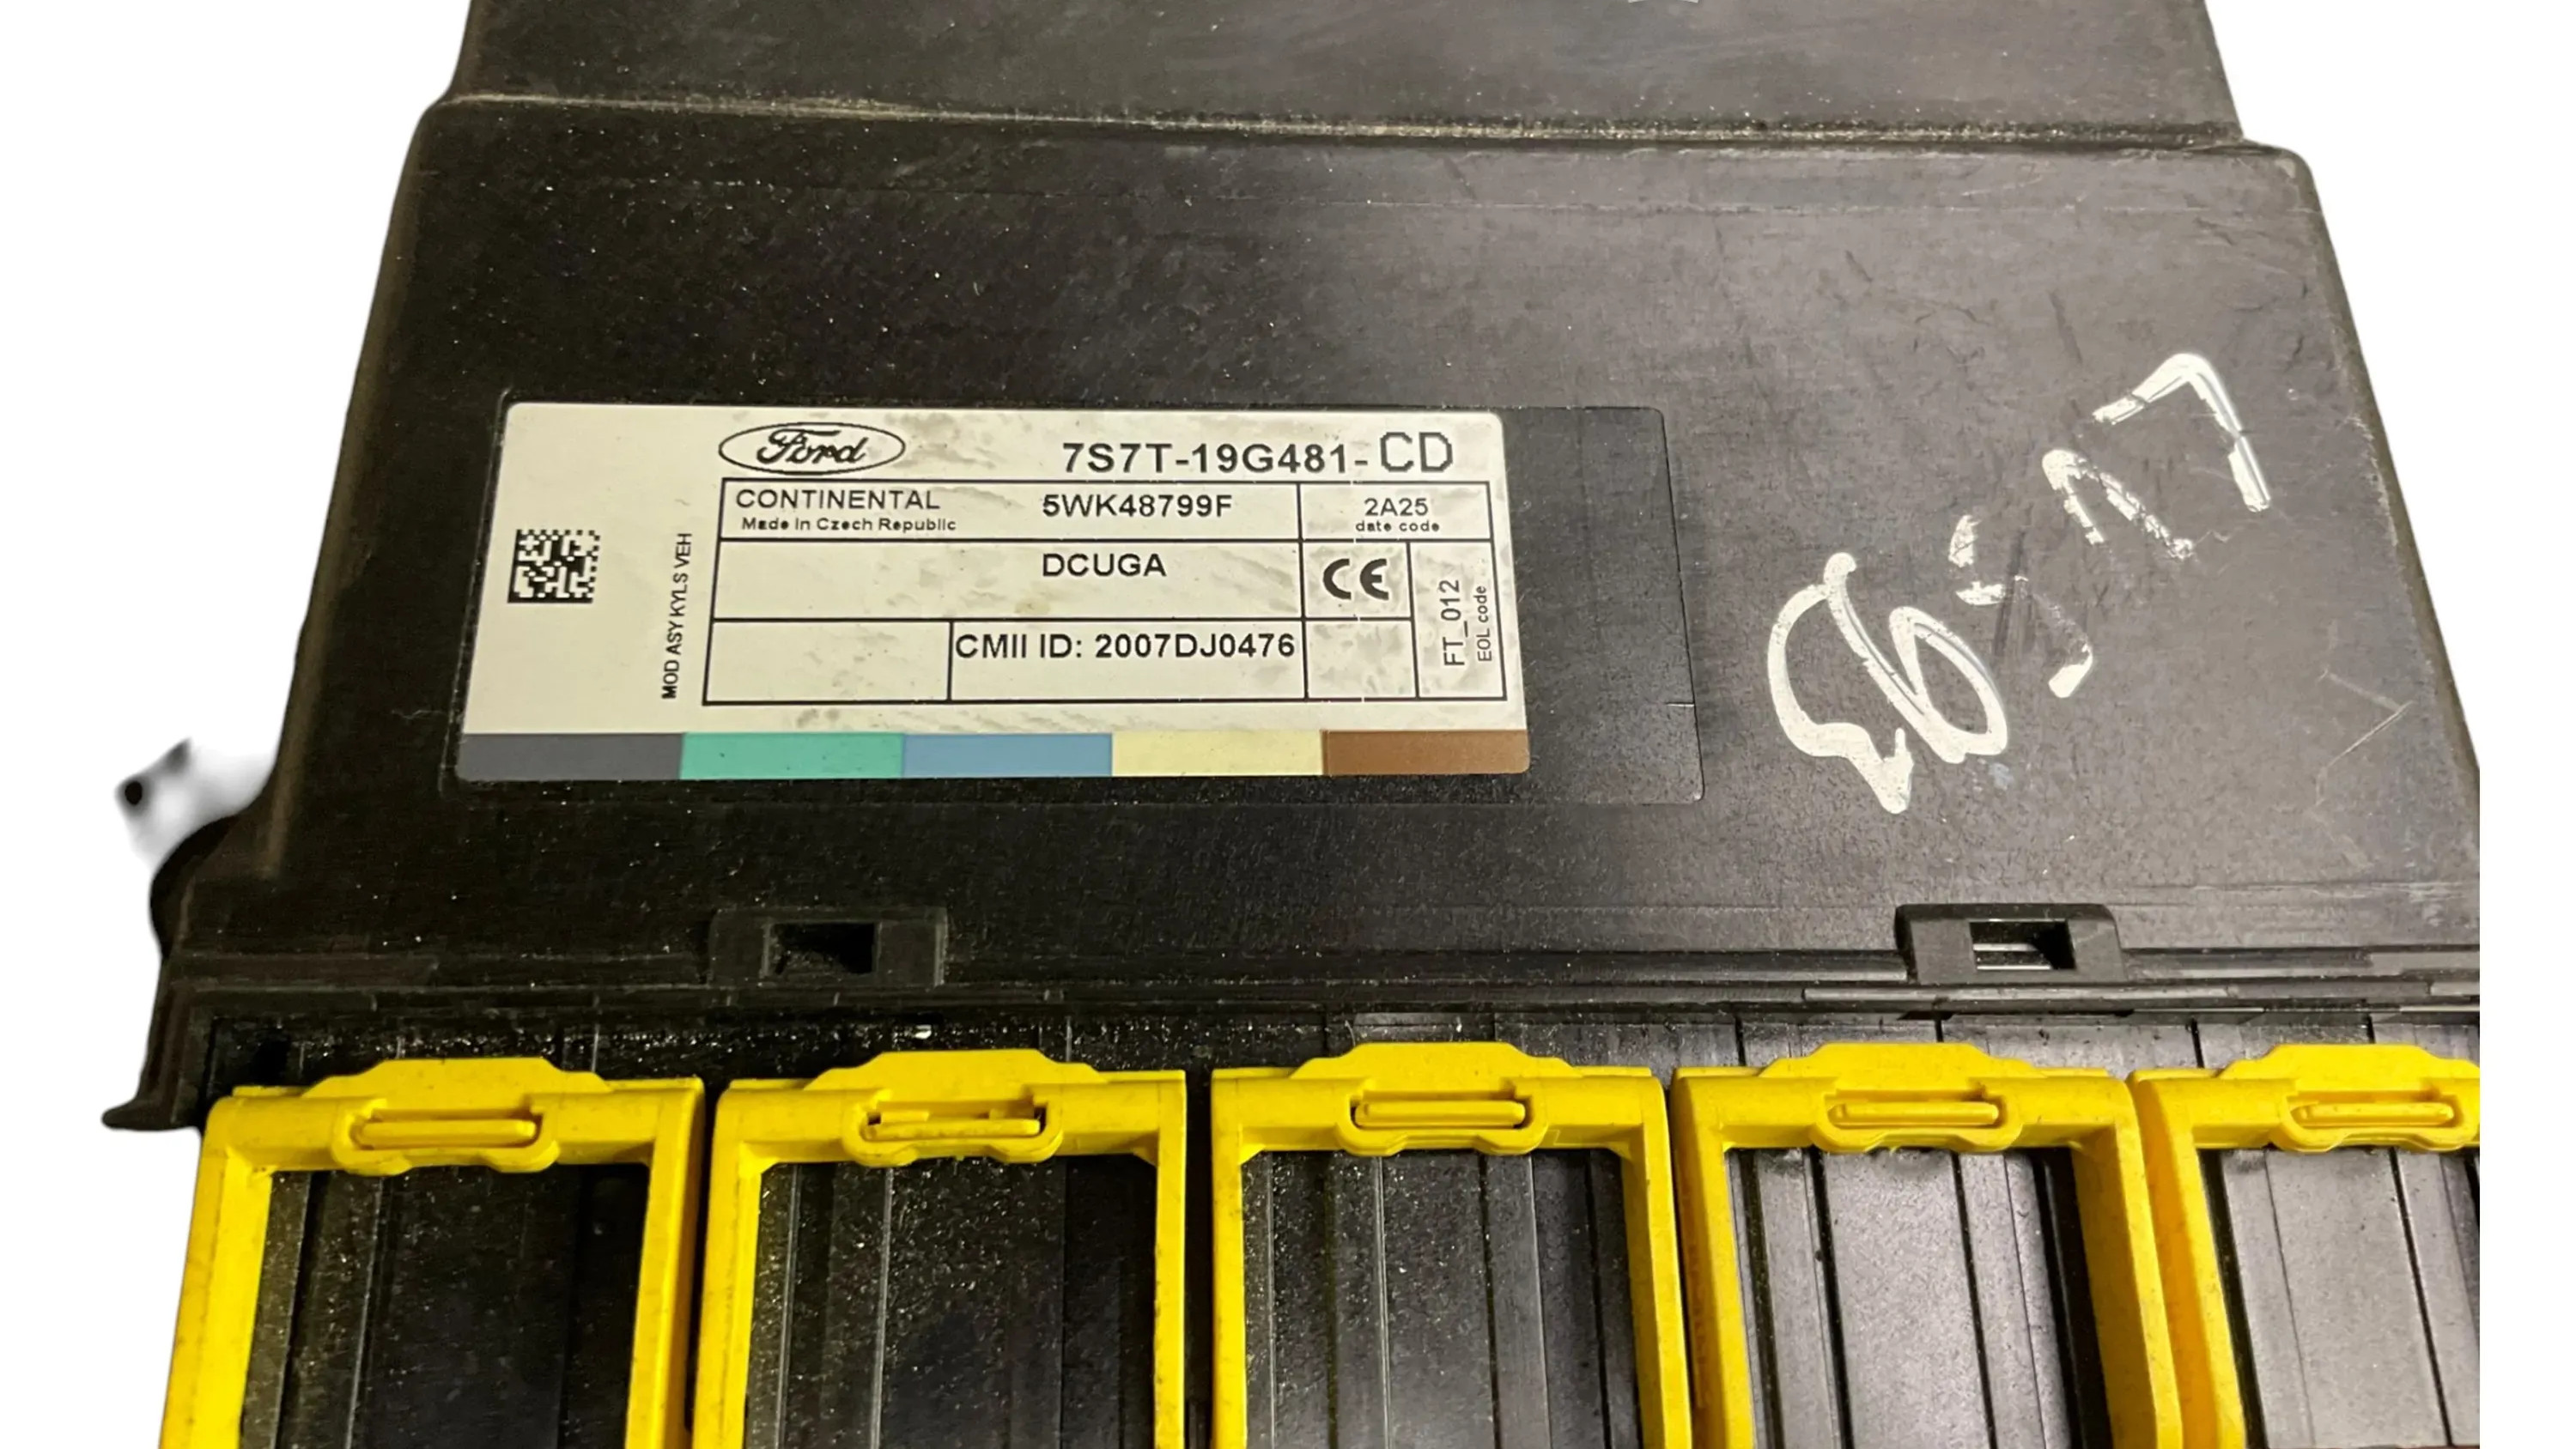 Ford 7S7T-19G481-CD
CONTINENTAL 5WK48799F 2A25
Made in Czech Republic date code
DCUGA CE
CMII ID: 2007DJ0476
MOD ASY KYLS VEH
FT_012
EOL code